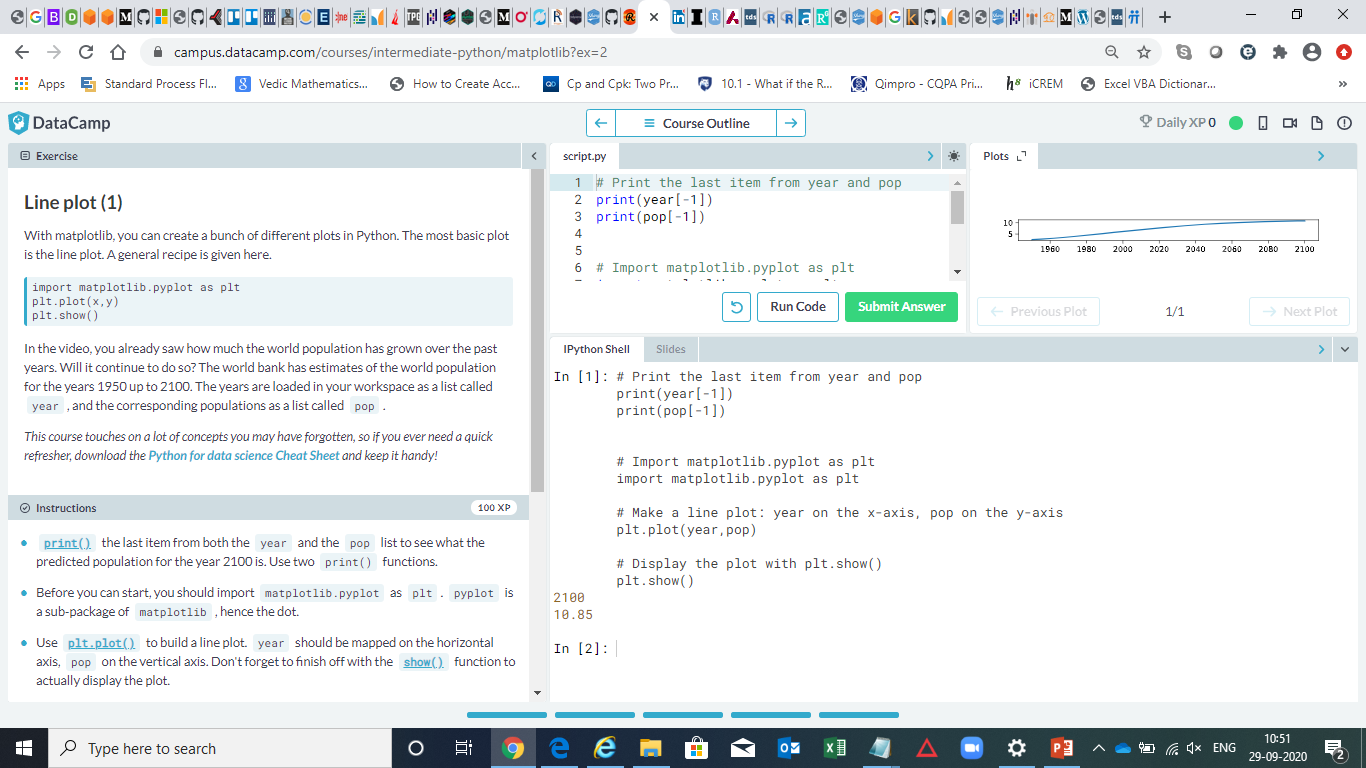 campus.datacamp.com/courses/intermediate-python/matplotlib?ex=2
Apps
Standard Process Fl...
Vedic Mathematics...
How to Create Acc...
Cp and Cpk: Two Pr...
10.1 - What if the R...
Qimpro - CQPA Pri...
iCREM
Excel VBA Dictionar...
»
DataCamp
Course Outline
Daily XP 0
Exercise
Line plot (1)
With matplotlib, you can create a bunch of different plots in Python. The most basic plot
is the line plot. A general recipe is given here.
import matplotlib.pyplot as plt
plt.plot(x,y)
plt.show()
In the video, you already saw how much the world population has grown over the past
years. Will it continue to do so? The world bank has estimates of the world population
for the years 1950 up to 2100. The years are loaded in your workspace as a list called
year , and the corresponding populations as a list called pop .
This course touches on a lot of concepts you may have forgotten, so if you ever need a quick
refresher, download the Python for data science Cheat Sheet and keep it handy!
Instructions
100 XP
print() the last item from both the year and the pop list to see what the
predicted population for the year 2100 is. Use two print() functions.
Before you can start, you should import matplotlib.pyplot as plt . pyplot is
a sub-package of matplotlib , hence the dot.
Use plt.plot() to build a line plot. year should be mapped on the horizontal
axis, pop on the vertical axis. Don't forget to finish off with the show() function to
actually display the plot.
script.py
1 # Print the last item from year and pop
2 print(year[-1])
3 print(pop[-1])
4
5
6 # Import matplotlib.pyplot as plt
Run Code
Submit Answer
Plots
10
5
1960 1980 2000 2020 2040 2060 2080 2100
Previous Plot
1/1
Next Plot
IPython Shell
Slides
In [1]: # Print the last item from year and pop
print(year[-1])
print(pop[-1])
# Import matplotlib.pyplot as plt
import matplotlib.pyplot as plt
# Make a line plot: year on the x-axis, pop on the y-axis
plt.plot(year,pop)
# Display the plot with plt.show()
plt.show()
2100
10.85
In [2]:
Type here to search
ENG
10:51
29-09-2020
2